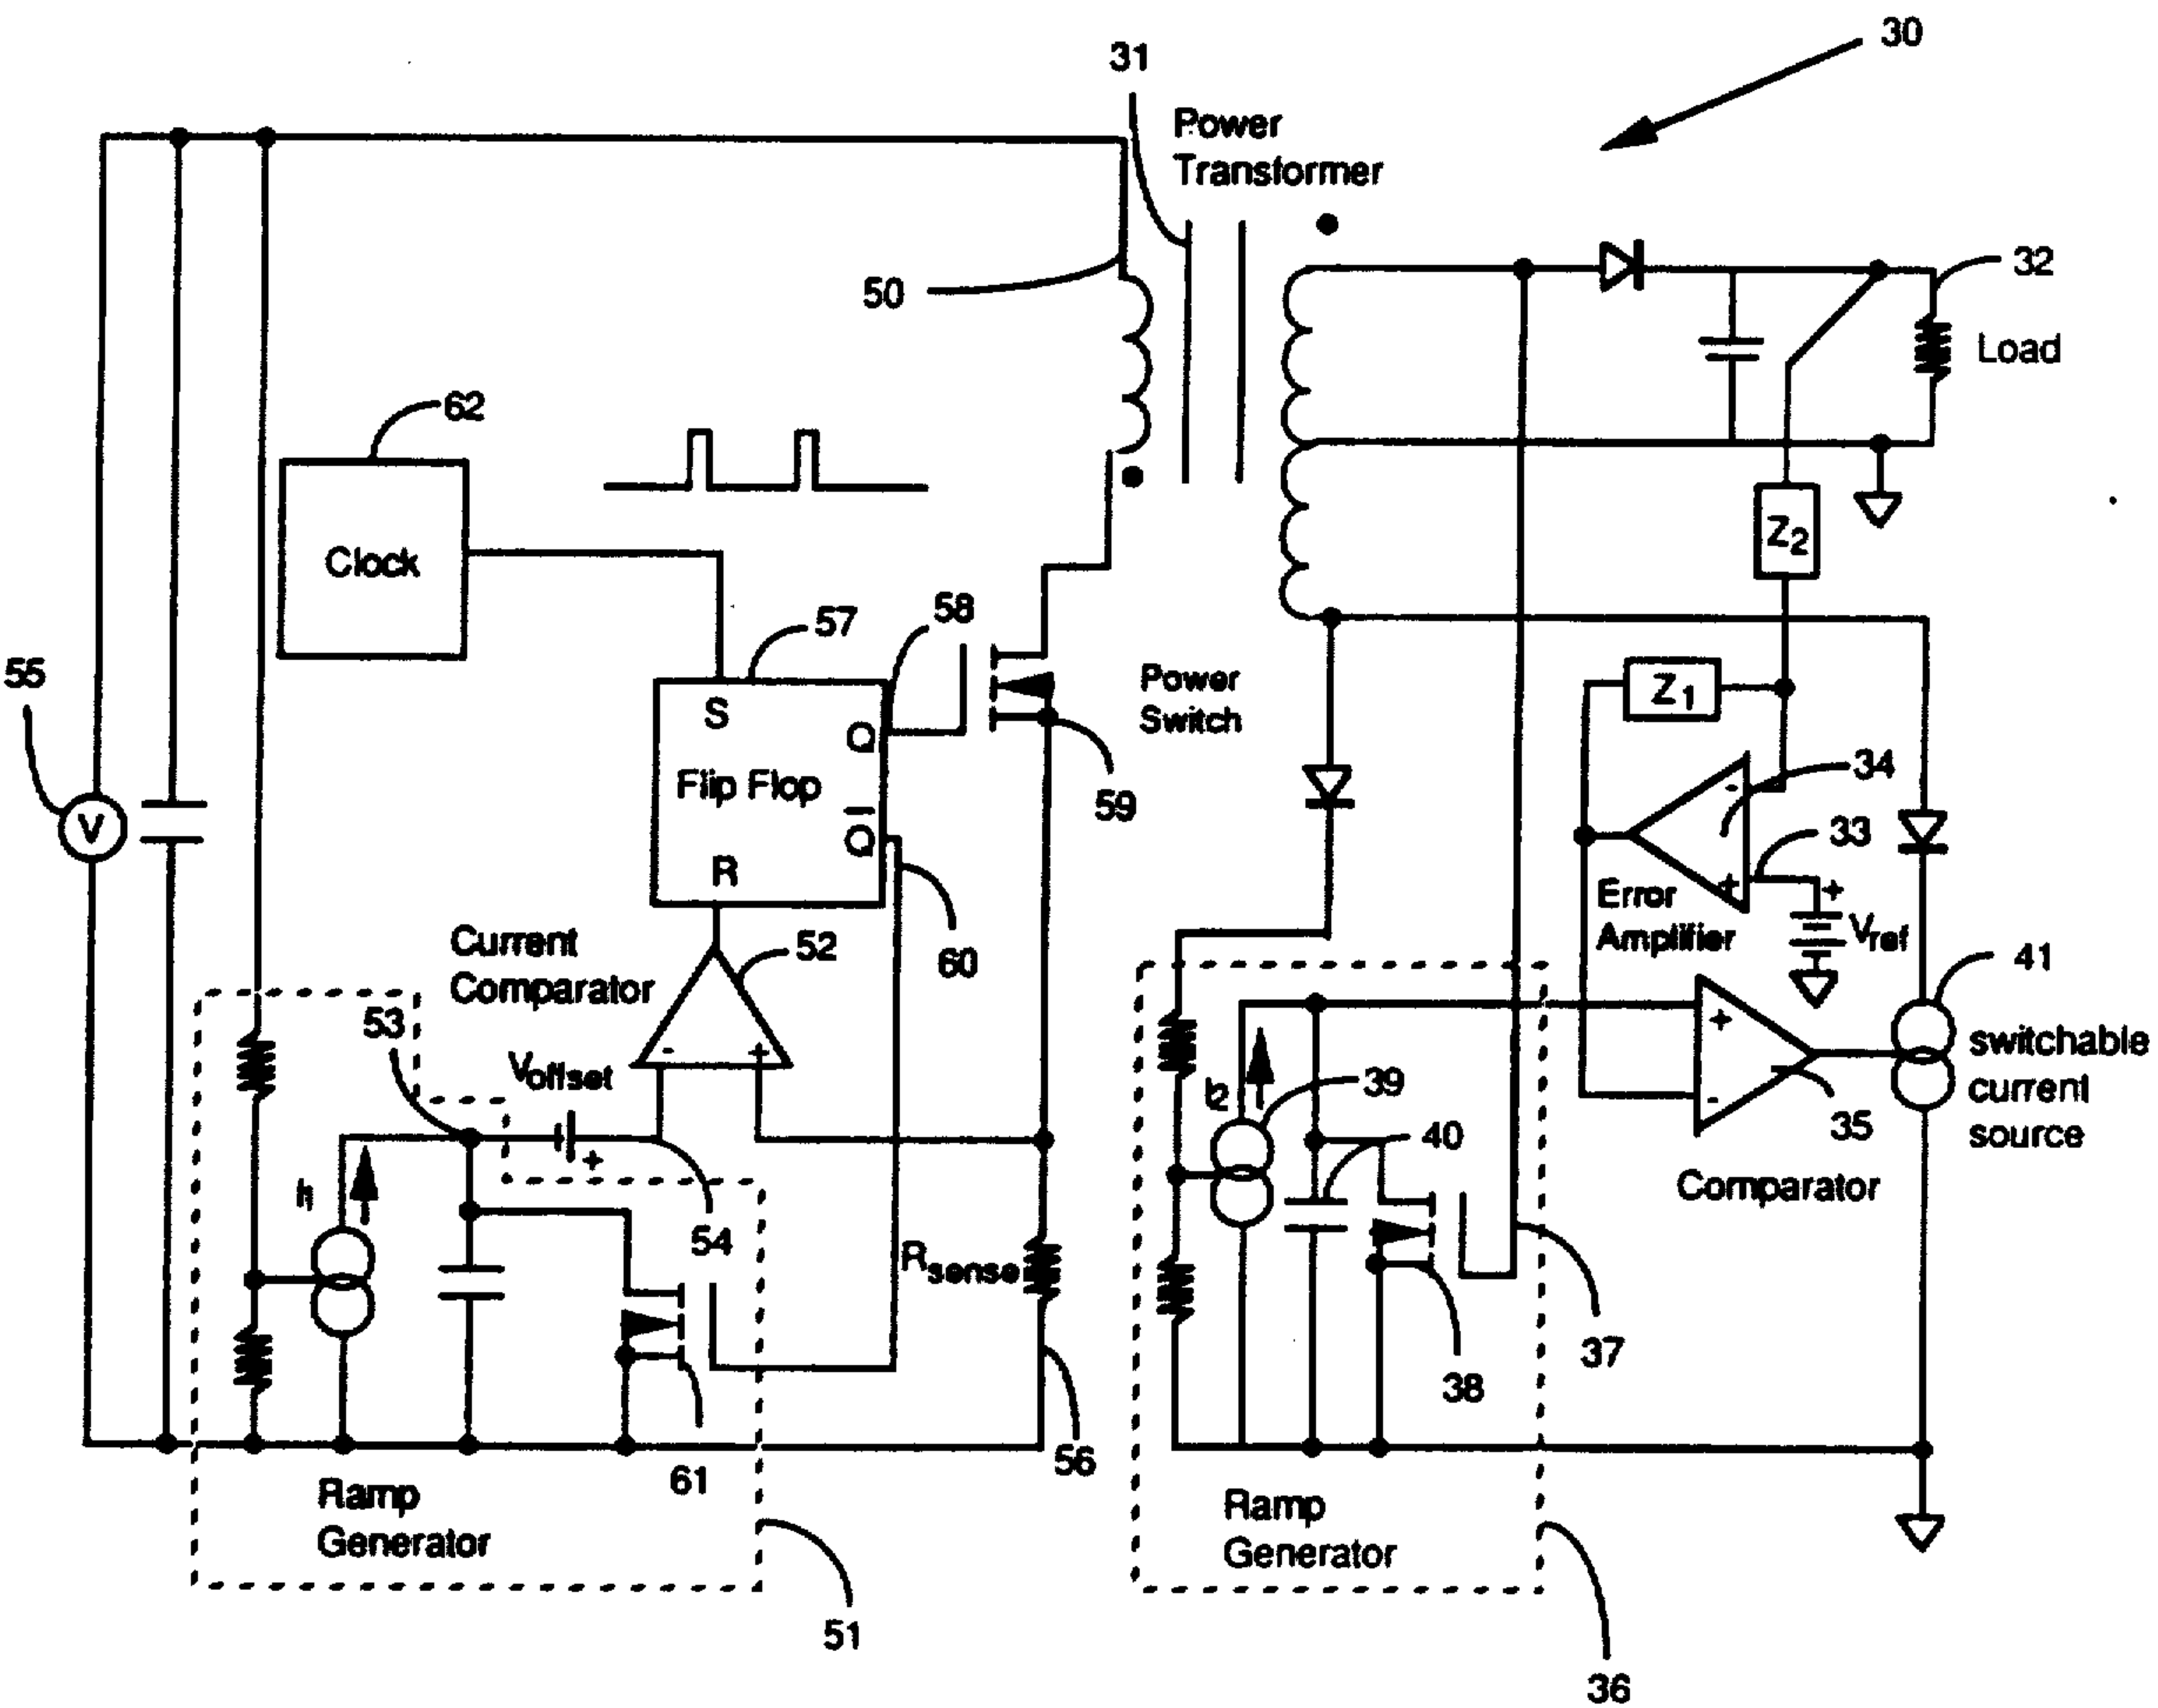 30
31
Power
Transformer
50
32
Load
62
Clock
Z2
58
57
55
S
Q
Flip Flop
Q
R
V
Power
Switch
59
Z1
34
-
33
+
+
Error
Amplifier
Vref
60
Current
Comparator
52
53
Voffset
-
+
+
54
I1
Rsense
56
61
Ramp
Generator
51
41
switchable
current
source
+
-
35
Comparator
I2
39
40
37
38
Ramp
Generator
36